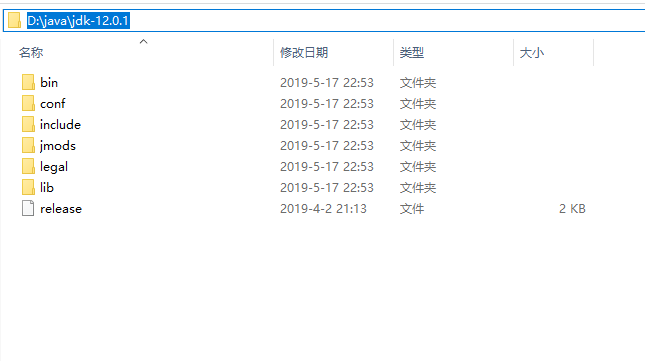 D:\java\jdk-12.0.1
名称 修改日期 类型 大小
bin 2019-5-17 22:53 文件夹
conf 2019-5-17 22:53 文件夹
include 2019-5-17 22:53 文件夹
jmods 2019-5-17 22:53 文件夹
legal 2019-5-17 22:53 文件夹
lib 2019-5-17 22:53 文件夹
release 2019-4-2 21:13 文件 2 KB